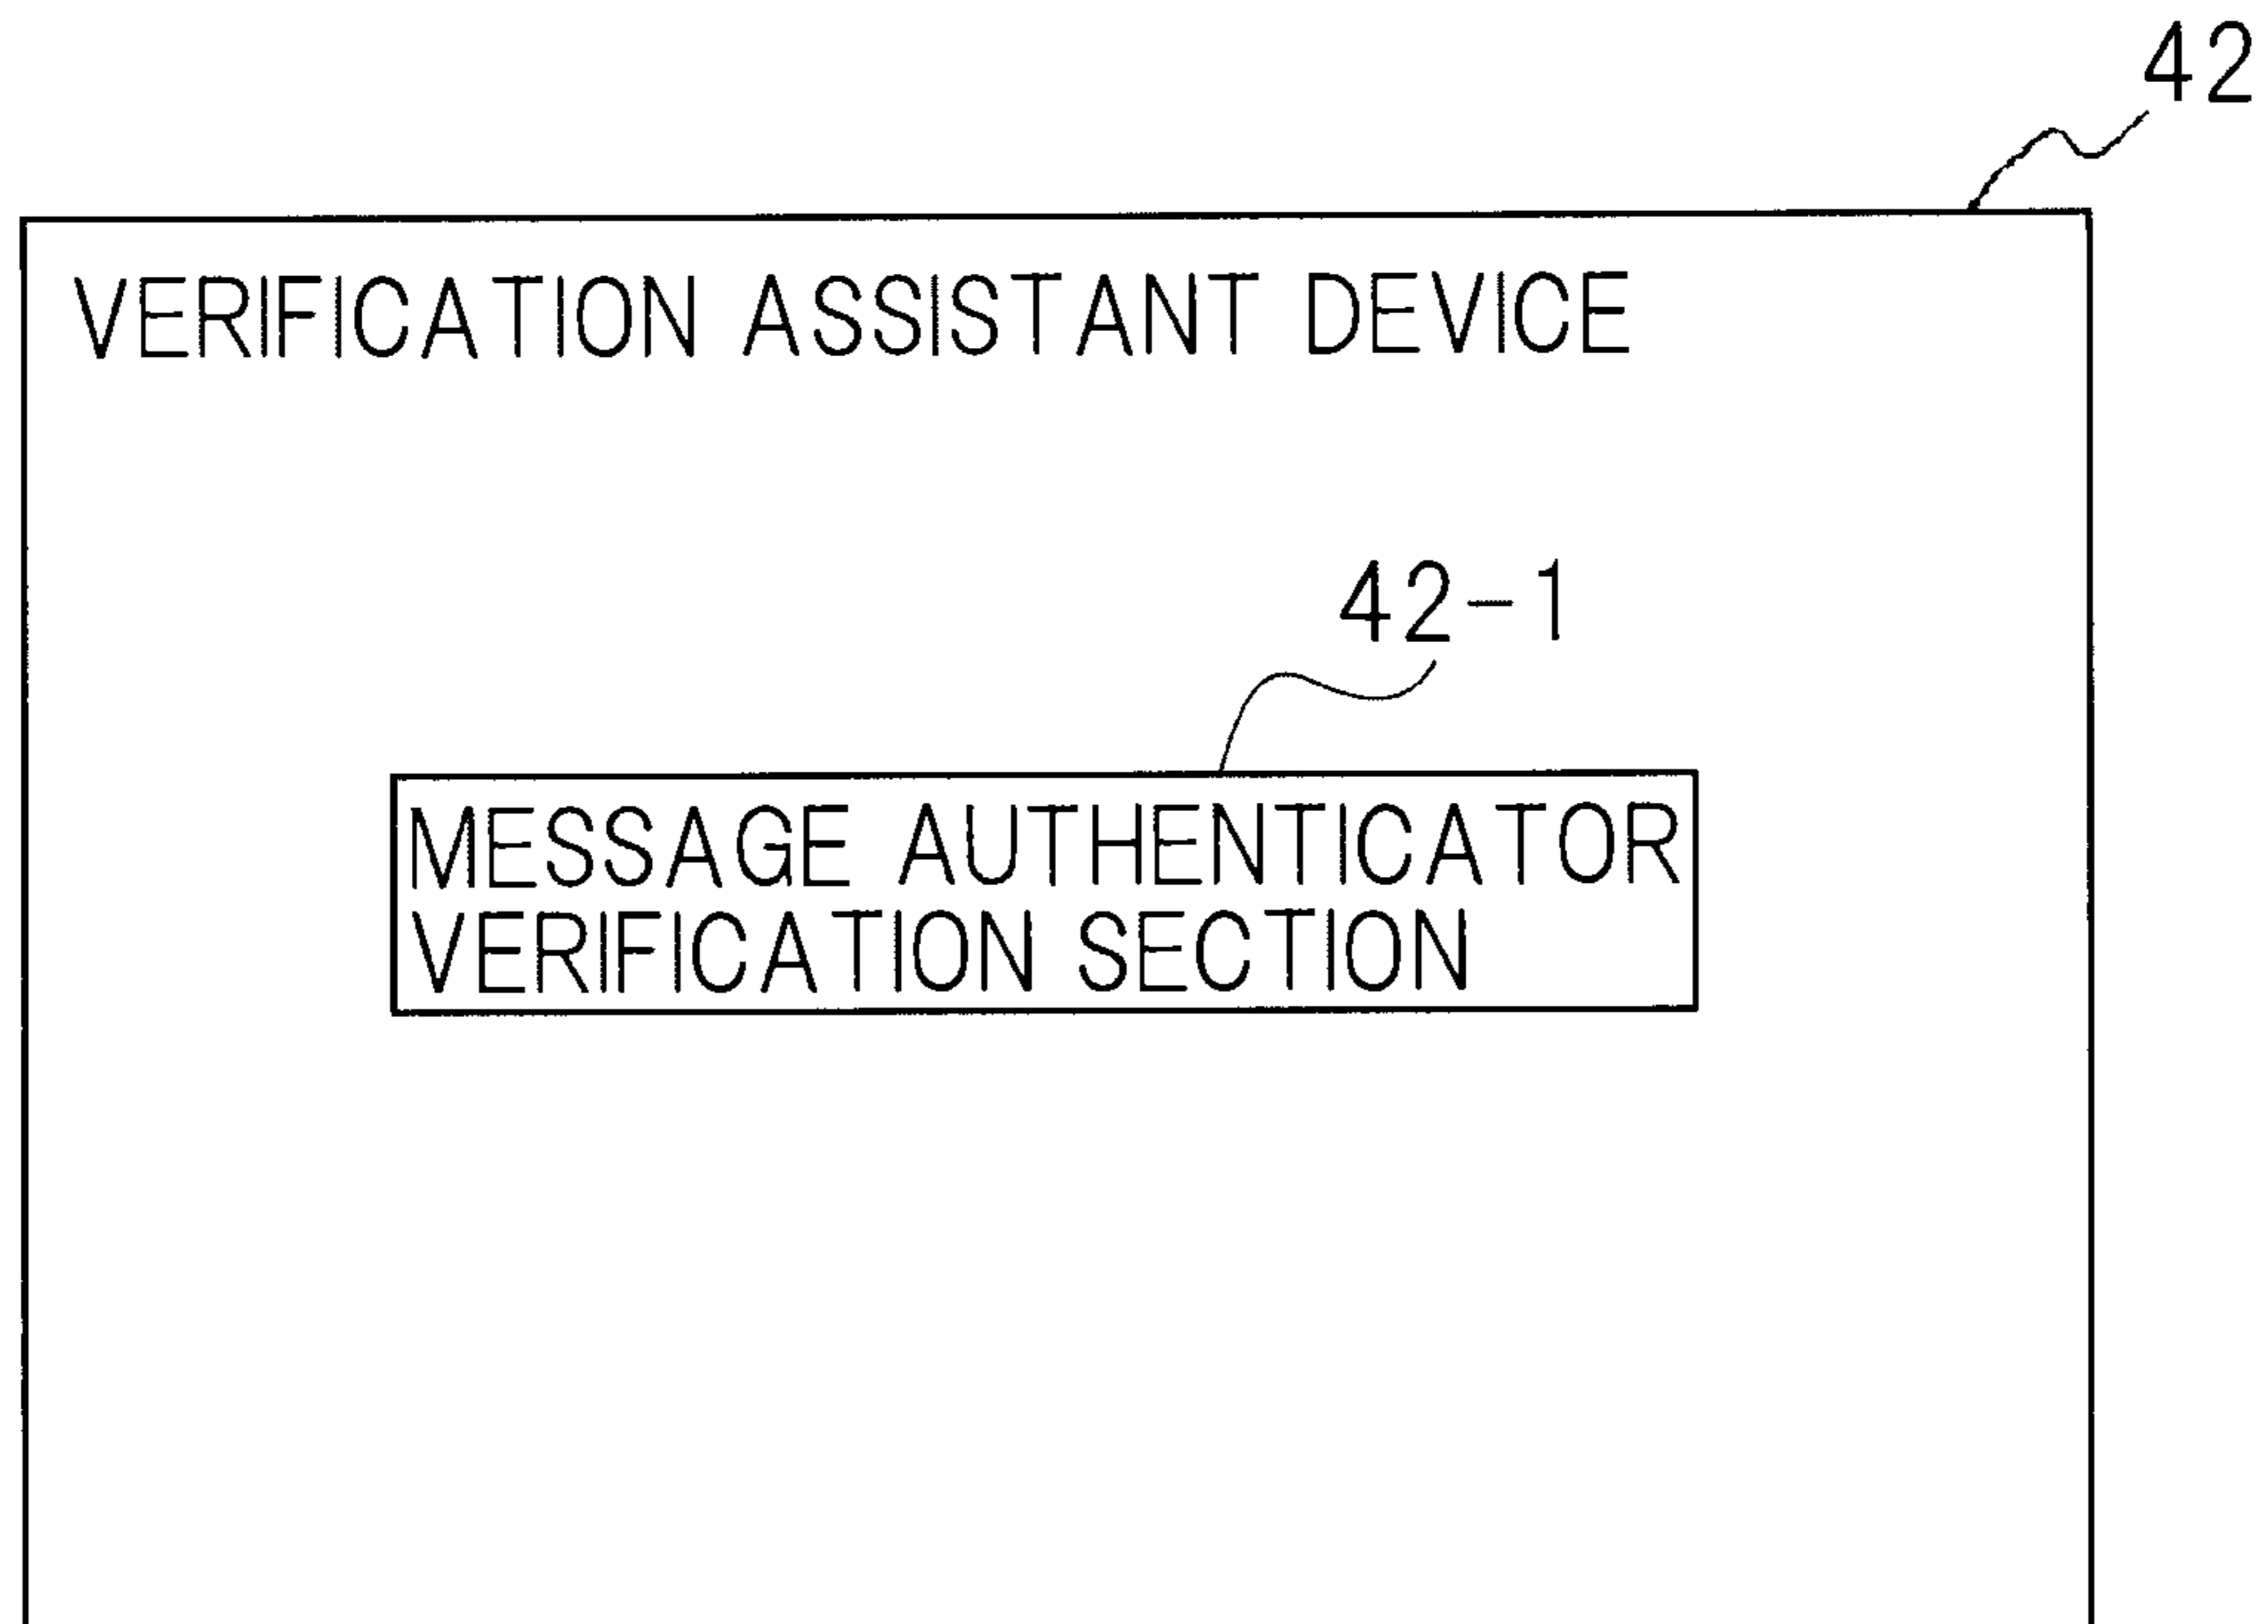 42
VERIFICATION ASSISTANT DEVICE
42-1
MESSAGE AUTHENTICATOR
VERIFICATION SECTION